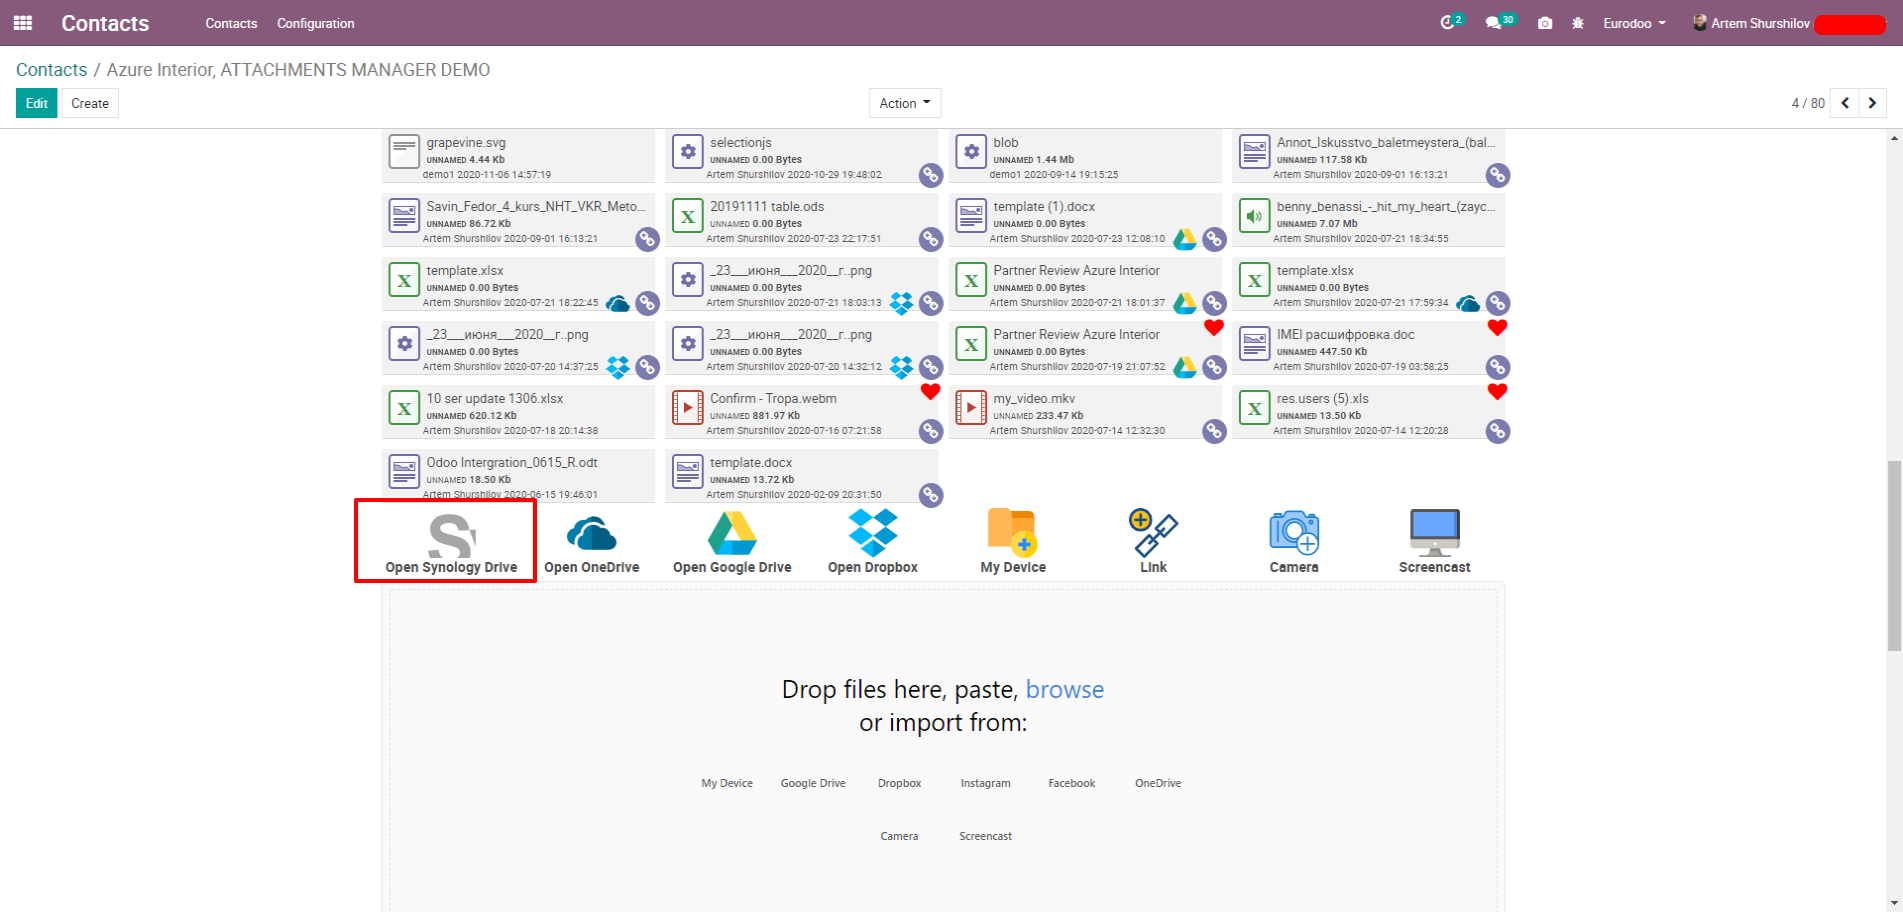 Contacts Contacts Configuration 2 30 Eurodoo Artem Shurshilov
Contacts / Azure Interior, ATTACHMENTS MANAGER DEMO
Edit Create Action 4 / 80
grapevine.svg
UNNAMED 4.44 Kb
demo1 2020-11-06 14:57:19
selectionjs
UNNAMED 0.00 Bytes
Artem Shurshilov 2020-10-29 19:48:02
blob
UNNAMED 1.44 Mb
demo1 2020-09-14 19:15:25
Annot_Iskusstvo_baletmeystera_(bal...
UNNAMED 117.58 Kb
Artem Shurshilov 2020-09-01 16:13:21
Savin_Fedor_4_kurs_NHT_VKR_Meto...
UNNAMED 86.72 Kb
Artem Shurshilov 2020-09-01 16:13:21
X
20191111 table.ods
UNNAMED 0.00 Bytes
Artem Shurshilov 2020-07-23 22:17:51
template (1).docx
UNNAMED 0.00 Bytes
Artem Shurshilov 2020-07-23 12:08:10
benny_benassi_-_hit_my_heart_(zayc...
UNNAMED 7.07 Mb
Artem Shurshilov 2020-07-21 18:34:55
X
template.xlsx
UNNAMED 0.00 Bytes
Artem Shurshilov 2020-07-21 18:22:45
_23___июня___2020__г..png
UNNAMED 0.00 Bytes
Artem Shurshilov 2020-07-21 18:03:13
X
Partner Review Azure Interior
UNNAMED 0.00 Bytes
Artem Shurshilov 2020-07-21 18:01:37
X
template.xlsx
UNNAMED 0.00 Bytes
Artem Shurshilov 2020-07-21 17:59:34
_23___июня___2020__г..png
UNNAMED 0.00 Bytes
Artem Shurshilov 2020-07-20 14:37:25
_23___июня___2020__г..png
UNNAMED 0.00 Bytes
Artem Shurshilov 2020-07-20 14:32:12
X
Partner Review Azure Interior
UNNAMED 0.00 Bytes
Artem Shurshilov 2020-07-19 21:07:52
IMEI расшифровка.doc
UNNAMED 447.50 Kb
Artem Shurshilov 2020-07-19 03:58:25
X
10 ser update 1306.xlsx
UNNAMED 620.12 Kb
Artem Shurshilov 2020-07-18 20:14:38
Confirm - Tropa.webm
UNNAMED 881.97 Kb
Artem Shurshilov 2020-07-16 07:21:58
my_video.mkv
UNNAMED 233.47 Kb
Artem Shurshilov 2020-07-14 12:32:30
X
res.users (5).xls
UNNAMED 13.50 Kb
Artem Shurshilov 2020-07-14 12:20:28
Odoo Intergration_0615_R.odt
UNNAMED 18.50 Kb
Artem Shurshilov 2020-06-15 19:46:01
template.docx
UNNAMED 13.72 Kb
Artem Shurshilov 2020-02-09 20:31:50
Open Synology Drive Open OneDrive Open Google Drive Open Dropbox My Device Link Camera Screencast
Drop files here, paste, browse
or import from:
My Device Google Drive Dropbox Instagram Facebook OneDrive
Camera Screencast